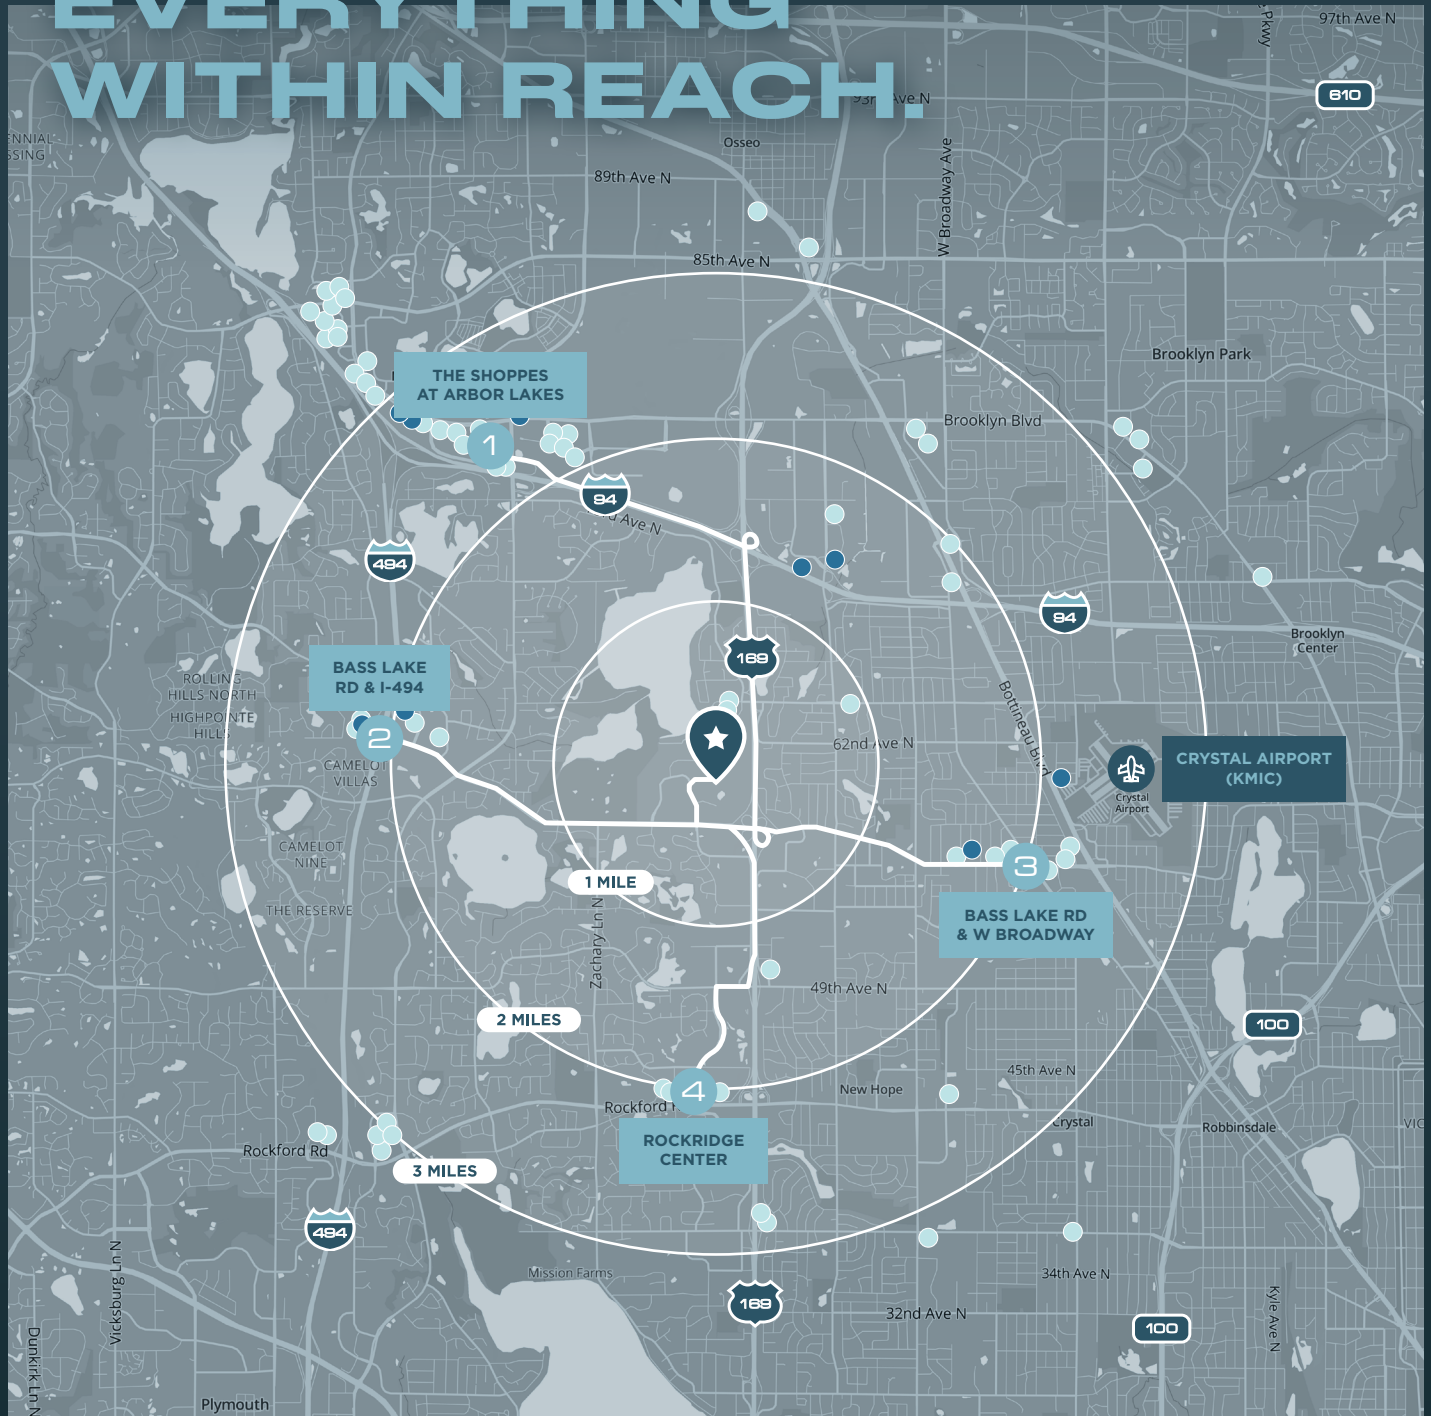 EVERYTHING
WITHIN REACH.
97th Ave N
610
93rd Ave N
Osseo
W Broadway Ave
89th Ave N
85th Ave N
Brooklyn Park
THE SHOPPES
AT ARBOR LAKES
Brooklyn Blvd
1
94
Ave N
494
94
Brooklyn
Center
169
BASS LAKE
RD & I-494
ROLLING
HILLS NORTH
HIGHPOINTE
HILLS
2
CAMELOT
VILLAS
62nd Ave N
Bottineau Blvd
CRYSTAL AIRPORT
(KMIC)
Crystal
Airport
CAMELOT
NINE
3
1 MILE
THE RESERVE
BASS LAKE RD
& W BROADWAY
Zachary Ln N
49th Ave N
2 MILES
100
45th Ave N
4
New Hope
Rockford
Crystal
Robbinsdale
ROCKRIDGE
CENTER
Rockford Rd
3 MILES
494
Mission Farms
34th Ave N
169
32nd Ave N
Kyle Ave N
100
Vicksburg Ln N
Dunkirk Ln N
Plymouth